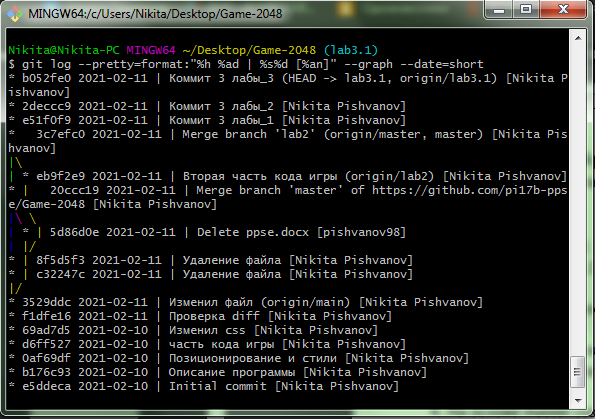 MINGW64:/c/Users/Nikita/Desktop/Game-2048
Nikita@Nikita-PC MINGW64 ~/Desktop/Game-2048 (lab3.1)
$ git log --pretty=format:"%h %ad | %s%d [%an]" --graph --date=short
* b052fe0 2021-02-11 | Коммит 3 лабы_3 (HEAD -> lab3.1, origin/lab3.1) [Nikita P
ishvanov]
* 2deccc9 2021-02-11 | Коммит 3 лабы_2 [Nikita Pishvanov]
* e51f0f9 2021-02-11 | Коммит 3 лабы_1 [Nikita Pishvanov]
*   3c7efc0 2021-02-11 | Merge branch 'lab2' (origin/master, master) [Nikita Pis
hvanov]
|\
| * eb9f2e9 2021-02-11 | Вторая часть кода игры (origin/lab2) [Nikita Pishvanov]
* |   20ccc19 2021-02-11 | Merge branch 'master' of https://github.com/pi17b-pps
e/Game-2048 [Nikita Pishvanov]
|\ \
| * | 5d86d0e 2021-02-11 | Delete ppse.docx [pishvanov98]
| |/
* | 8f5d5f3 2021-02-11 | Удаление файла [Nikita Pishvanov]
* | c32247c 2021-02-11 | Удаление файла [Nikita Pishvanov]
|/
* 3529ddc 2021-02-11 | Изменил файл (origin/main) [Nikita Pishvanov]
* f1dfe16 2021-02-11 | Проверка diff [Nikita Pishvanov]
* 69ad7d5 2021-02-10 | Изменил css [Nikita Pishvanov]
* d6ff527 2021-02-10 | часть кода игры [Nikita Pishvanov]
* 0af69df 2021-02-10 | Позиционирование и стили [Nikita Pishvanov]
* b176c93 2021-02-10 | Описание программы [Nikita Pishvanov]
* e5ddeca 2021-02-10 | Initial commit [Nikita Pishvanov]